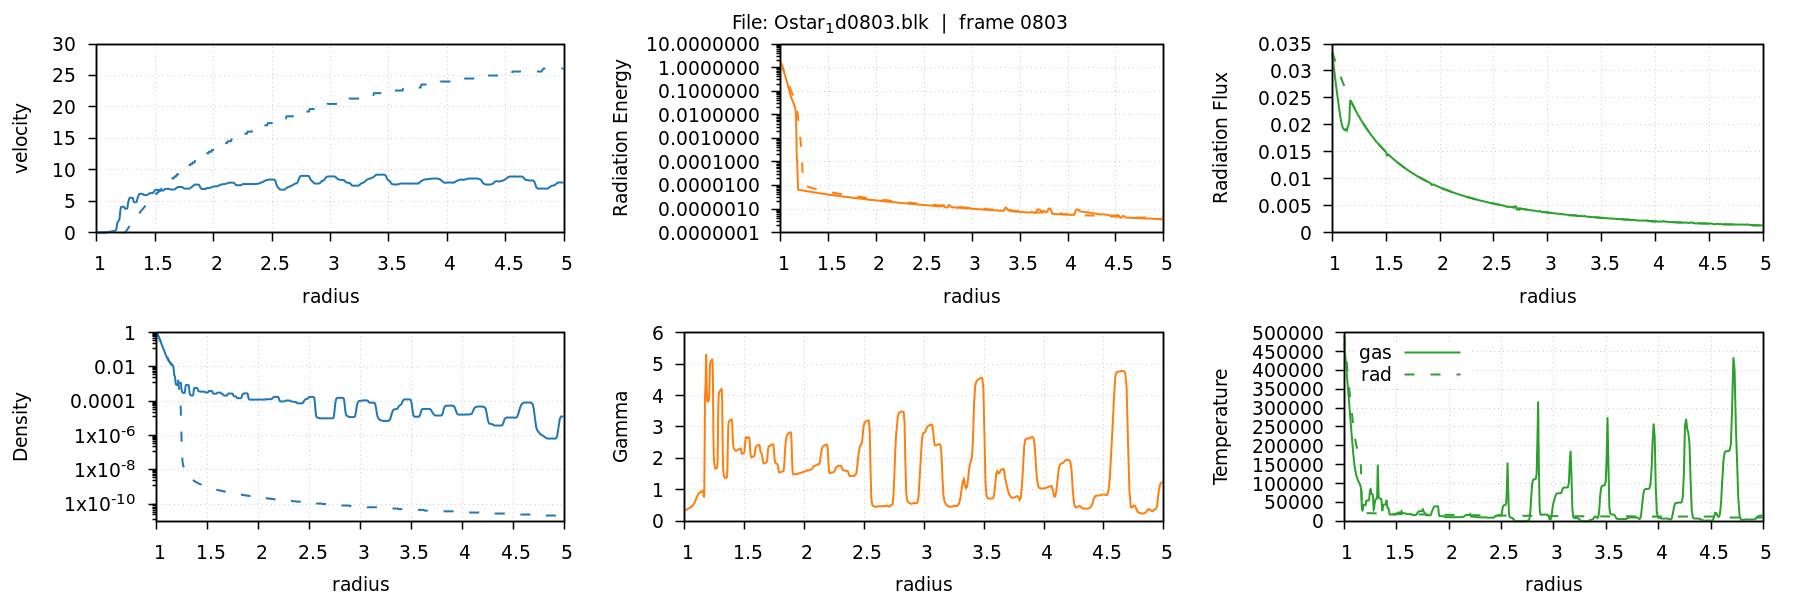 File: Ostar₁d0803.blk | frame 0803
30
25
20
15
10
5
0
velocity
1 1.5 2 2.5 3 3.5 4 4.5 5
radius
10.0000000
1.0000000
0.1000000
0.0100000
0.0010000
0.0001000
0.0000100
0.0000010
0.0000001
Radiation Energy
1 1.5 2 2.5 3 3.5 4 4.5 5
radius
0.035
0.03
0.025
0.02
0.015
0.01
0.005
0
Radiation Flux
1 1.5 2 2.5 3 3.5 4 4.5 5
radius
1
0.01
0.0001
1x10⁻⁶
1x10⁻⁸
1x10⁻¹⁰
Density
1 1.5 2 2.5 3 3.5 4 4.5 5
radius
6
5
4
3
2
1
0
Gamma
1 1.5 2 2.5 3 3.5 4 4.5 5
radius
500000
450000
400000
350000
300000
250000
200000
150000
100000
50000
0
Temperature
gas
rad
1 1.5 2 2.5 3 3.5 4 4.5 5
radius